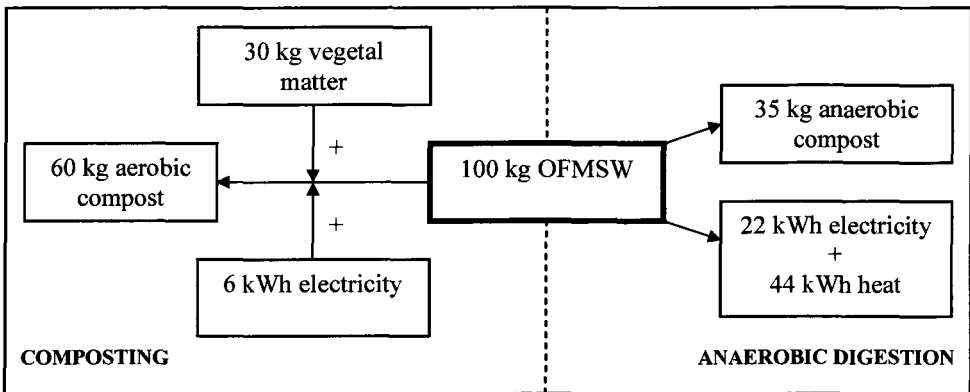 30 kg vegetal
matter
+
60 kg aerobic
compost
+
6 kWh electricity
COMPOSTING
100 kg OFMSW
35 kg anaerobic
compost
22 kWh electricity
+
44 kWh heat
ANAEROBIC DIGESTION